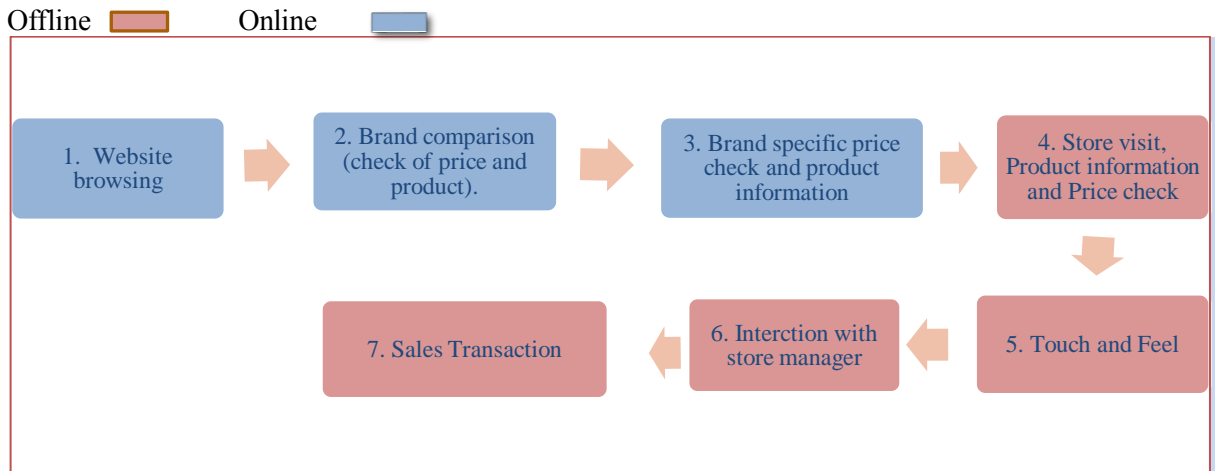 Offline Online
1. Website
browsing
2. Brand comparison
(check of price and
product).
3. Brand specific price
check and product
information
4. Store visit,
Product information
and Price check
5. Touch and Feel
6. Interction with
store manager
7. Sales Transaction